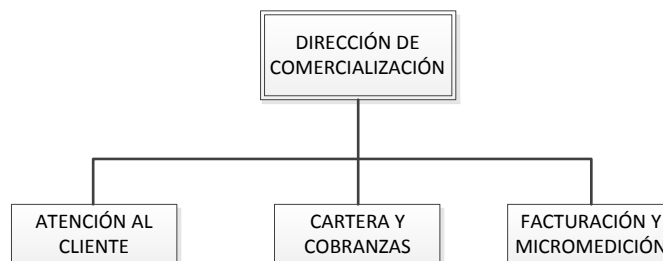 DIRECCIÓN DE
COMERCIALIZACIÓN
ATENCIÓN AL
CLIENTE
CARTERA Y
COBRANZAS
FACTURACIÓN Y
MICROMEDICIÓN